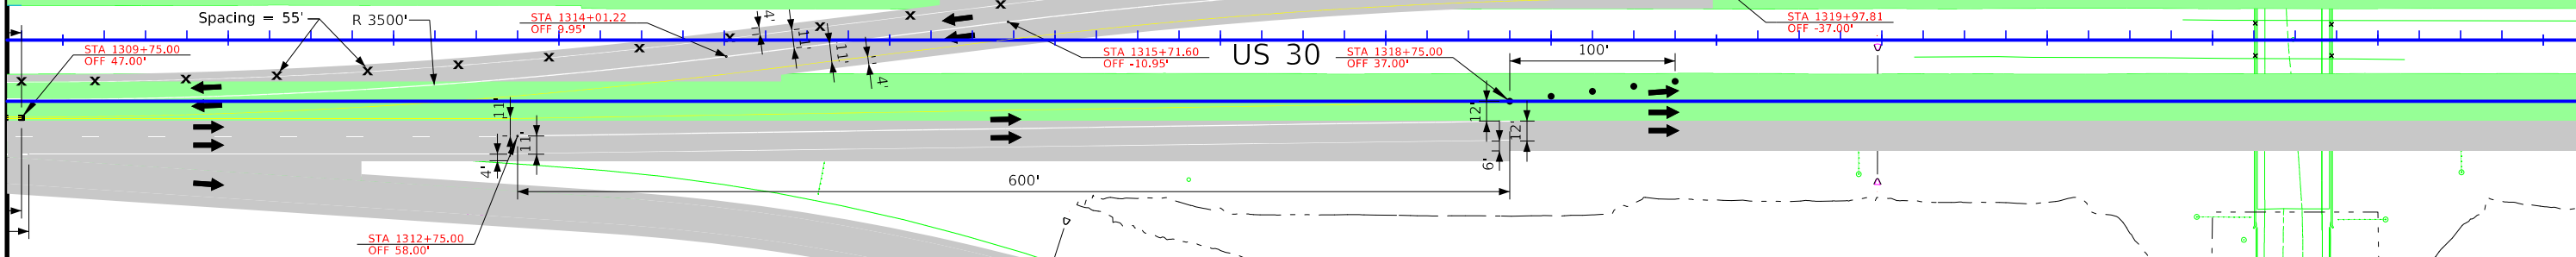 Spacing = 55'
R 3500'
STA 1314+01.22
OFF 9.95'
4'
11'
11'
4'
STA 1309+75.00
OFF 47.00'
STA 1315+71.60
OFF -10.95'
US 30
STA 1318+75.00
OFF 37.00'
100'
STA 1319+97.81
OFF -37.00'
11'
11'
4'
12'
12'
6'
600'
STA 1312+75.00
OFF 58.00'